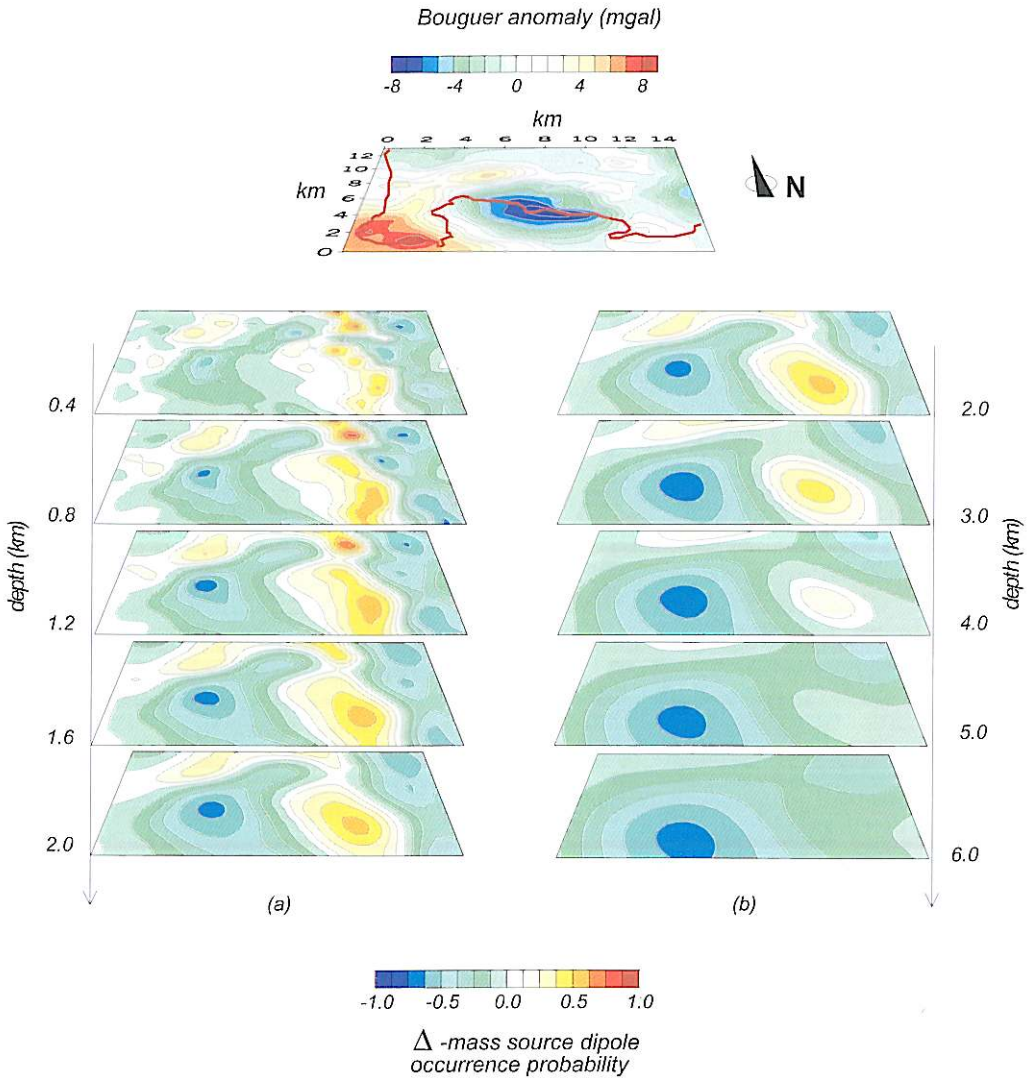 Bouguer anomaly (mgal)
-8 -4 0 4 8
km
0 2 4 6 8 10 12 14
12
10
8
km 6
4
2
0
N
0.4
0.8
1.2
1.6
2.0
depth (km)
(a)
2.0
3.0
4.0
5.0
6.0
depth (km)
(b)
-1.0 -0.5 0.0 0.5 1.0
Δ -mass source dipole
occurrence probability